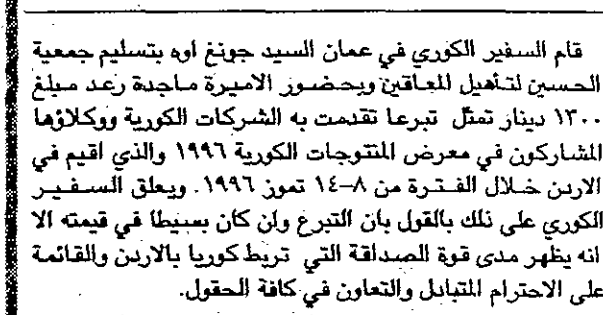 قام السفير الكوري في عمان السيد جونغ اوه بتسليم جمعية
الحسين لتأهيل المعاقين وبحضور الاميرة ماجدة رعد مبلغ
١٣٠٠ دينار تمثل تبرعا تقدمت به الشركات الكورية ووكلاؤها
المشاركون في معرض المنتوجات الكورية ١٩٩٦ والذي اقيم في
الاردن خلال الفترة من ٨-١٤ تموز ١٩٩٦. ويعلق السفير
الكوري على ذلك بالقول بان التبرع وان كان بسيطا في قيمته الا
انه يظهر مدى قوة الصداقة التي تربط كوريا بالاردن والقائمة
على الاحترام المتبادل والتعاون في كافة الحقول.